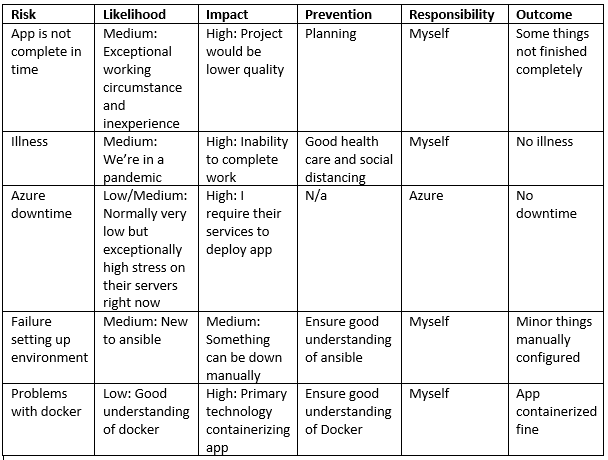 Risk Likelihood Impact Prevention Responsibility Outcome
App is not Medium: High: Project Planning Myself Some things
complete in Exceptional would be not finished
time working lower quality completely
circumstance
and
inexperience
Illness Medium: High: Inability Good health Myself No illness
We're in a to complete care and social
pandemic work distancing
Azure Low/Medium: High: I N/a Azure No
downtime Normally very require their downtime
low but services to
exceptionally deploy app
high stress on
their servers
right now
Failure Medium: New Medium: Ensure good Myself Minor things
setting up to ansible Something understanding manually
environment can be down of ansible configured
manually
Problems Low: Good High: Primary Ensure good Myself App
with docker understanding technology understanding containerized
of docker containerizing of Docker fine
app